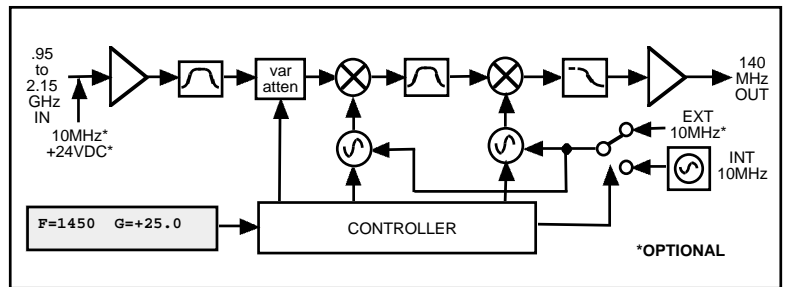 .95
to
2.15
GHz
IN
10MHz*
+24VDC*
var
atten
140
MHz
OUT
EXT
10MHz*
INT
10MHz
F=1450 G=+25.0
CONTROLLER
*OPTIONAL